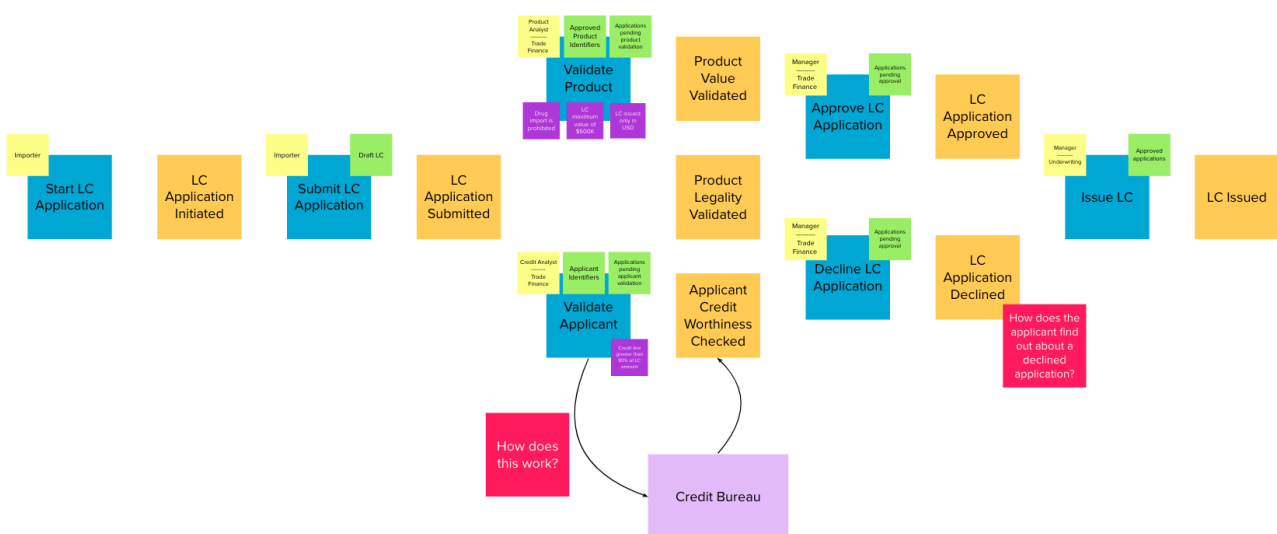 Importer
Start LC
Application
LC
Application
Initiated
Importer
Draft LC
Submit LC
Application
LC
Application
Submitted
Product
Analyst
--------
Trade
Finance
Approved
Product
Identifiers
Applications
pending
product
validation
Validate
Product
Drug
import is
prohibited
LC
maximum
value of
$500K
LC issued
only in
USD
Product
Value
Validated
Product
Legality
Validated
Credit Analyst
--------
Trade
Finance
Applicant
Identifiers
Applications
pending
applicant
validation
Validate
Applicant
Credit line
greater than
80% of LC
amount
Applicant
Credit
Worthiness
Checked
How does
this work?
Credit Bureau
Manager
--------
Trade
Finance
Applications
pending
approval
Approve LC
Application
LC
Application
Approved
Manager
--------
Trade
Finance
Applications
pending
approval
Decline LC
Application
LC
Application
Declined
How does the
applicant find
out about a
declined
application?
Manager
--------
Underwriting
Approved
applications
Issue LC
LC Issued